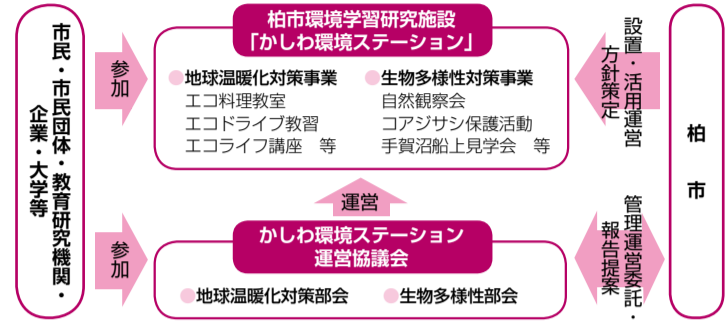 市民・市民団体・教育研究機関・
企業・大学等
参加
柏市環境学習研究施設
「かしわ環境ステーション」
●地球温暖化対策事業
エコ料理教室
エコドライブ教習
エコライフ講座　等
●生物多様性対策事業
自然観察会
コアジサシ保護活動
手賀沼船上見学会　等
設置・活用運営
方針策定
柏市
運営
参加
かしわ環境ステーション
運営協議会
●地球温暖化対策部会
●生物多様性部会
管理運営委託・
報告提案